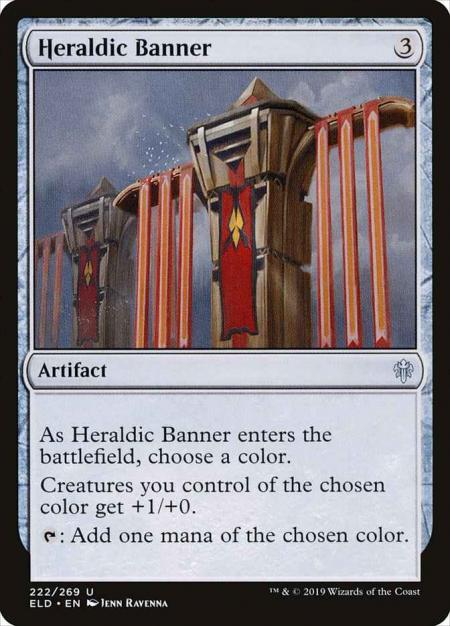 Heraldic Banner
3
Artifact
As Heraldic Banner enters the
battlefield, choose a color.
Creatures you control of the chosen
color get +1/+0.
: Add one mana of the chosen color.
222/269 U
ELD • EN Jenn Ravenna
™ & © 2019 Wizards of the Coast